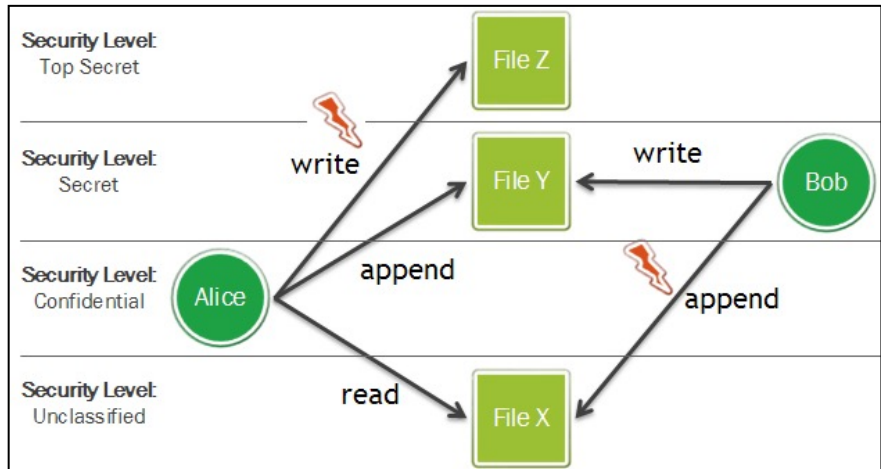 Security Level:
Top Secret
File Z
write
Security Level:
Secret
File Y
write
Bob
append
Security Level:
Confidential
Alice
append
read
Security Level:
Unclassified
File X